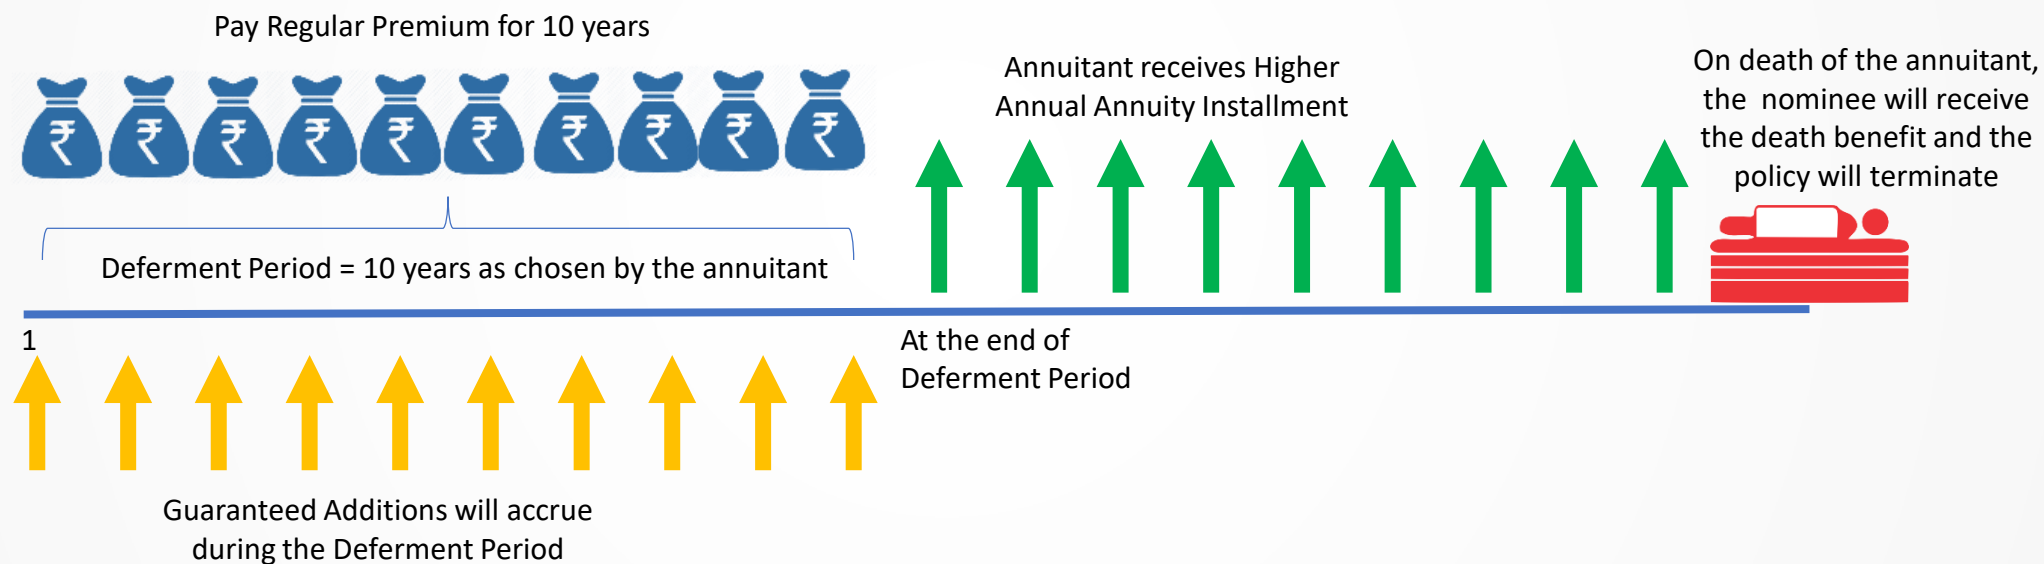 Pay Regular Premium for 10 years
₹ ₹ ₹ ₹ ₹ ₹ ₹ ₹ ₹ ₹
Deferment Period = 10 years as chosen by the annuitant
Annuitant receives Higher
Annual Annuity Installment
On death of the annuitant,
the nominee will receive
the death benefit and the
policy will terminate
1
At the end of
Deferment Period
Guaranteed Additions will accrue
during the Deferment Period